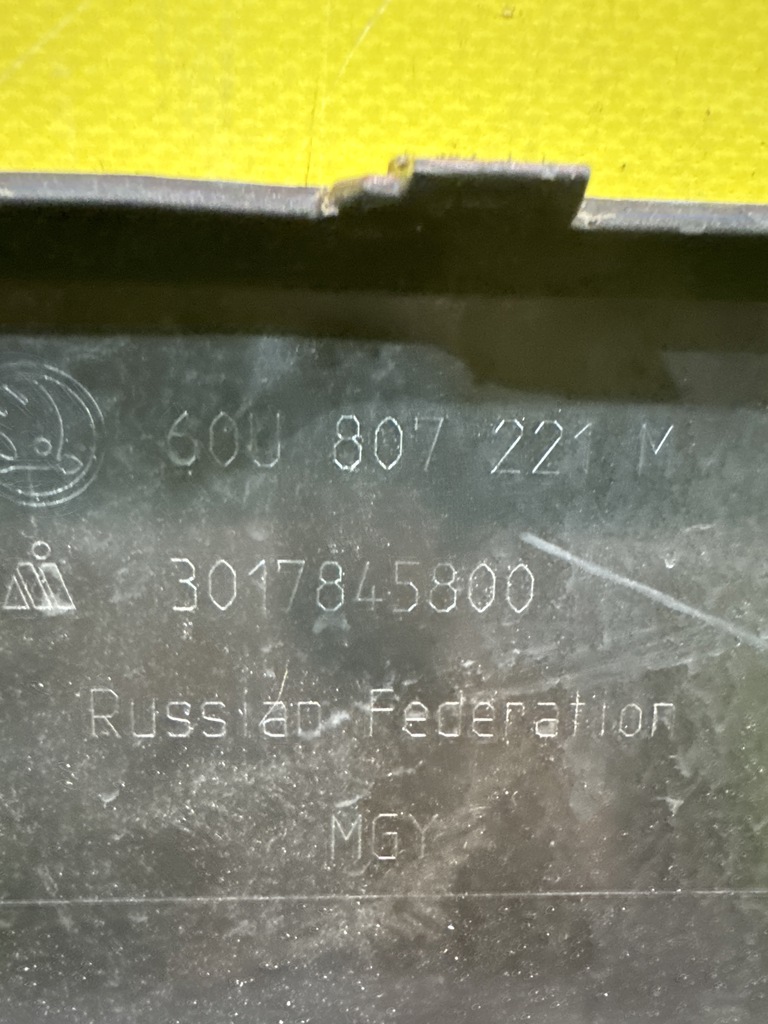 60U 807 221 M
3017845800
Russian Federation
MGY